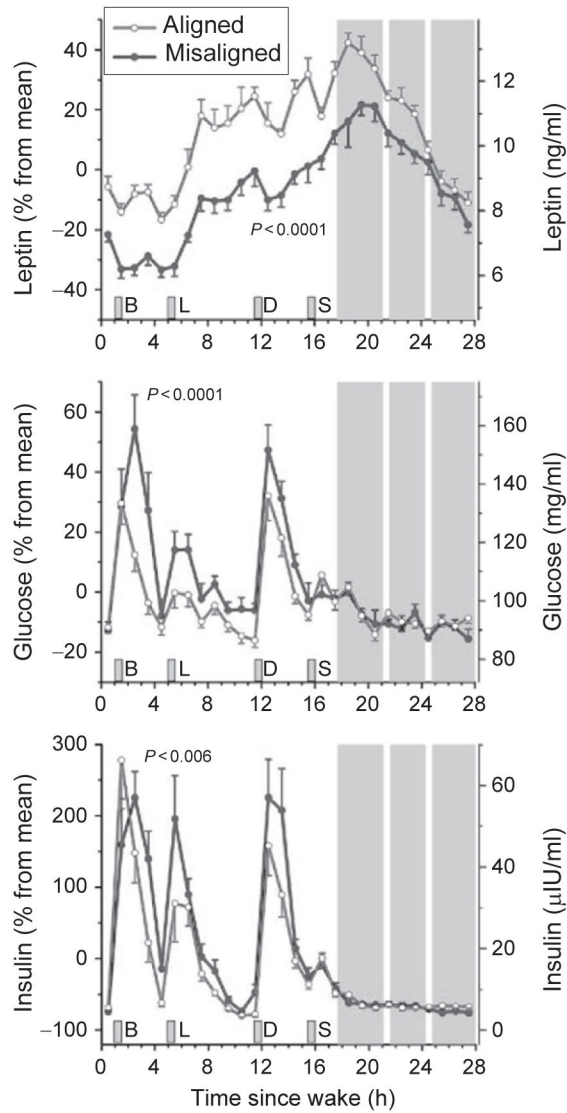 Aligned
Misaligned
Leptin (% from mean)
40
20
0
−20
−40
12
10
8
6
Leptin (ng/ml)
P < 0.0001
B L D S
0 4 8 12 16 20 24 28
Glucose (% from mean)
60
40
20
0
−20
160
140
120
100
80
Glucose (mg/ml)
P < 0.0001
B L D S
0 4 8 12 16 20 24 28
Insulin (% from mean)
300
200
100
0
−100
60
40
20
0
Insulin (μIU/ml)
P < 0.006
B L D S
0 4 8 12 16 20 24 28
Time since wake (h)